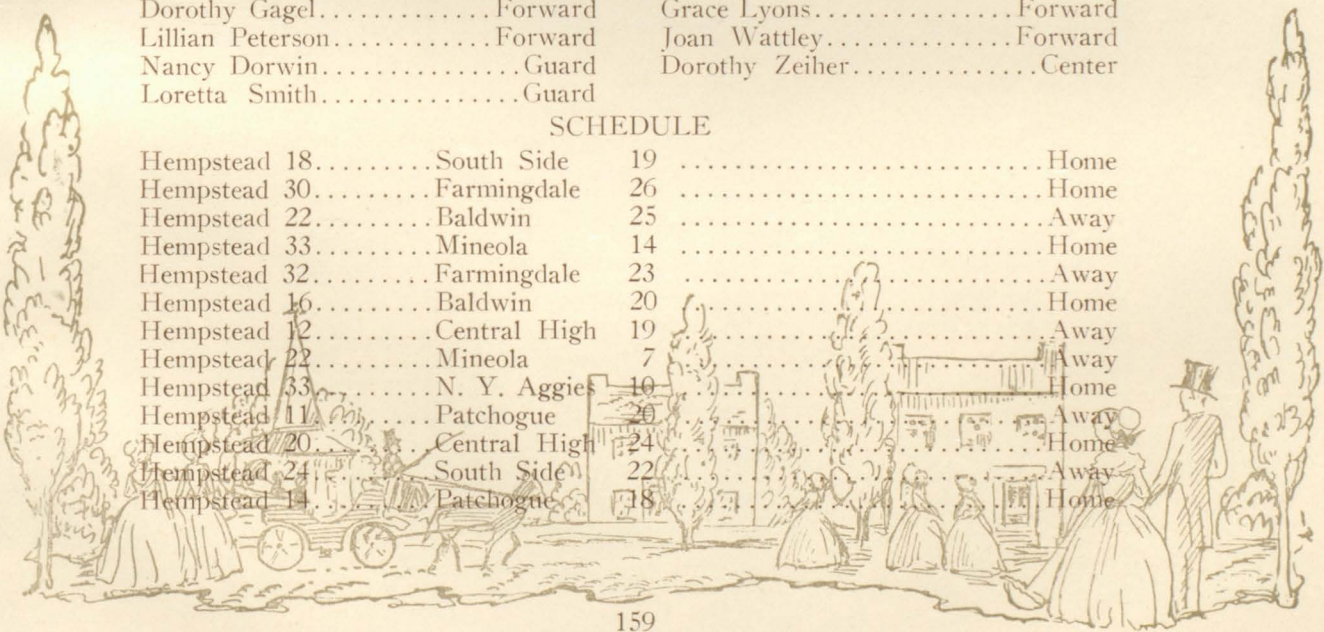 Dorothy Gagel.................Forward Grace Lyons.................Forward
Lillian Peterson.............Forward Joan Wattley................Forward
Nancy Dorwin................Guard Dorothy Zeiher..............Center
Loretta Smith................Guard
SCHEDULE
Hempstead 18..........South Side 19 ..............................Home
Hempstead 30..........Farmingdale 26 ..............................Home
Hempstead 22..........Baldwin 25 ..............................Away
Hempstead 33..........Mineola 14 ..............................Home
Hempstead 32..........Farmingdale 23 ..............................Away
Hempstead 16..........Baldwin 20 ..............................Home
Hempstead 12..........Central High 19 ..............................Away
Hempstead 22..........Mineola 7 ..............................Away
Hempstead 33..........N. Y. Aggies 10 ..............................Home
Hempstead 11..........Patchogue 20 ..............................Away
Hempstead 20..........Central High 24 ..............................Home
Hempstead 24..........South Side 22 ..............................Away
Hempstead 14..........Patchogue 18 ..............................Home
159